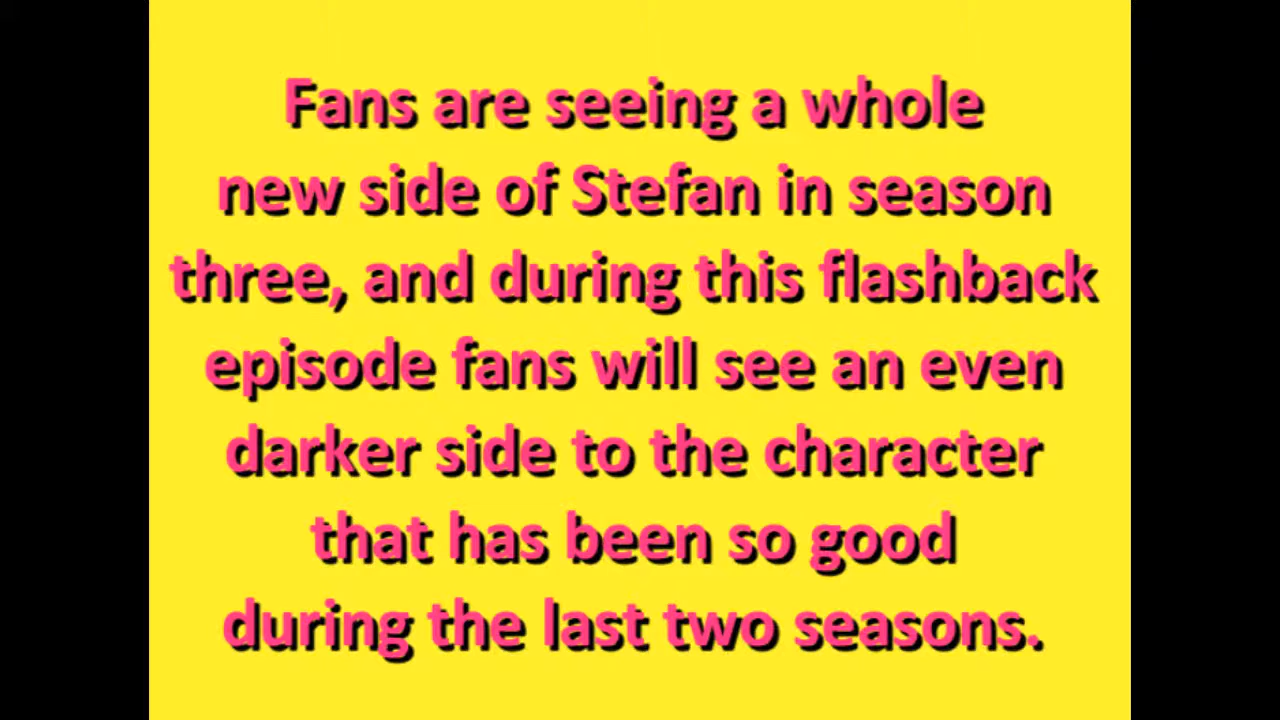 Fans are seeing a whole
new side of Stefan in season
three, and during this flashback
episode fans will see an even
darker side to the character
that has been so good
during the last two seasons.